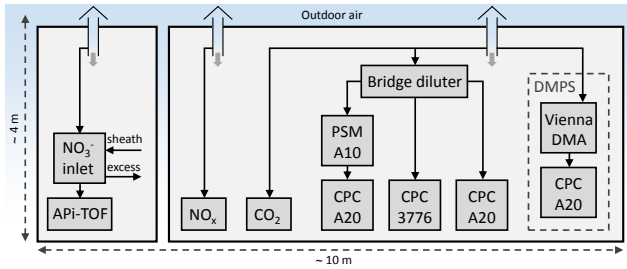 Outdoor air
~ 4 m
Bridge diluter
DMPS
NO₃⁻
inlet
sheath
excess
PSM
A10
Vienna
DMA
APi-TOF
NOₓ
CO₂
CPC
A20
CPC
3776
CPC
A20
CPC
A20
~ 10 m